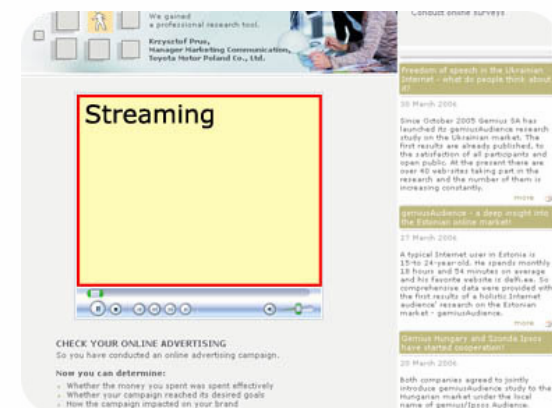 We gained
a professional research tool.
Krzysztof Prus,
Manager Marketing Communication,
Toyota Motor Poland Co., Ltd.
Streaming
CHECK YOUR ONLINE ADVERTISING
So you have conducted an online advertising campaign.
Now you can determine:
Whether the money you spent was spent effectively
Whether your campaign reached its desired goals
How the campaign impacted on your brand
Conduct online surveys
Freedom of speech in the Ukrainian
Internet - what do people think about
it?
30 March 2006
Since October 2005 Gemius SA has
launched its gemiusAudience research
study on the Ukrainian market. The
first results are already published, to
the satisfaction of all participants and
open public. At the present there are
over 40 web-sites taking part in the
research and the number of them is
increasing constantly.
more
gemiusAudience - a deep insight into
the Estonian online market!
27 March 2006
A typical Internet user in Estonia is
15-to 24-year-old. He spends monthly
18 hours and 54 minutes on average
and his favorite website is delfi.ee. So
comprehensive data were provided with
the first results of a holistic Internet
audience' research on the Estonian
market - gemiusAudience.
more
Gemius Hungary and Szonda Ipsos
have started cooperation!
20 March 2006
Both companies agreed to jointly
introduce gemiusAudience study to the
Hungarian market under the local
name of gemius/Ipsos Audience.